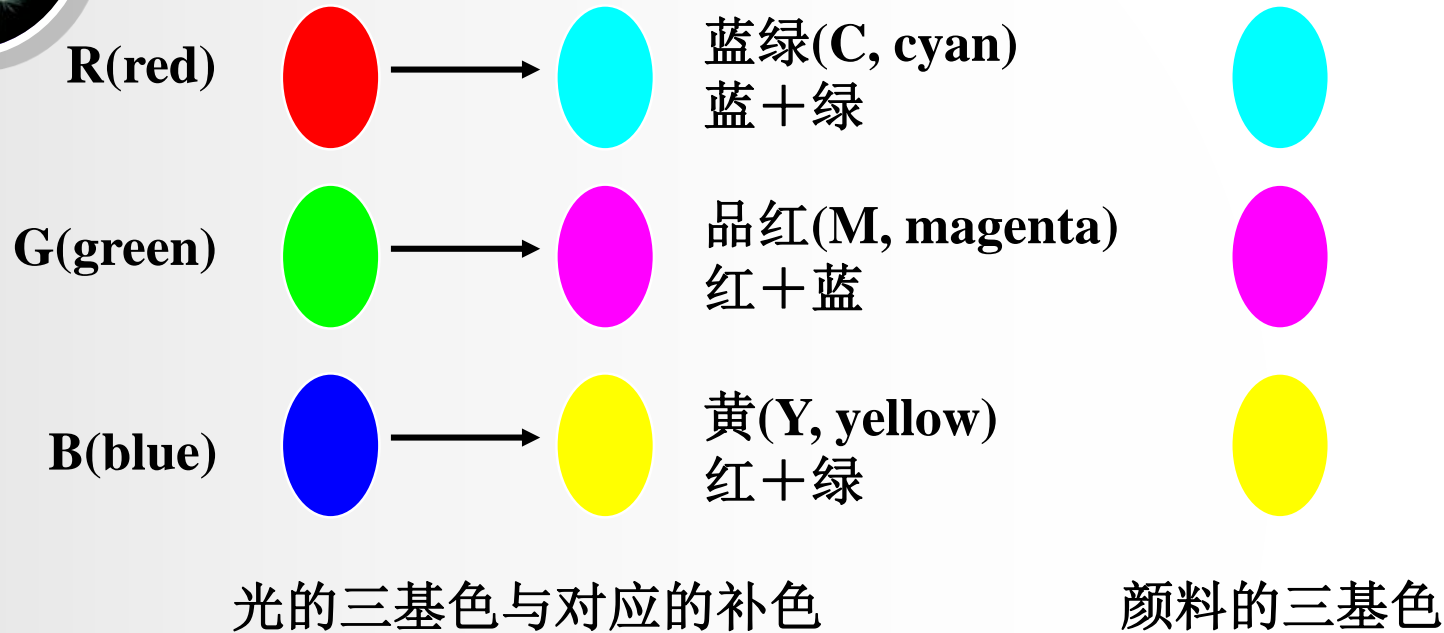 R(red)
蓝绿(C, cyan)
蓝＋绿
G(green)
品红(M, magenta)
红＋蓝
B(blue)
黄(Y, yellow)
红＋绿
光的三基色与对应的补色
颜料的三基色